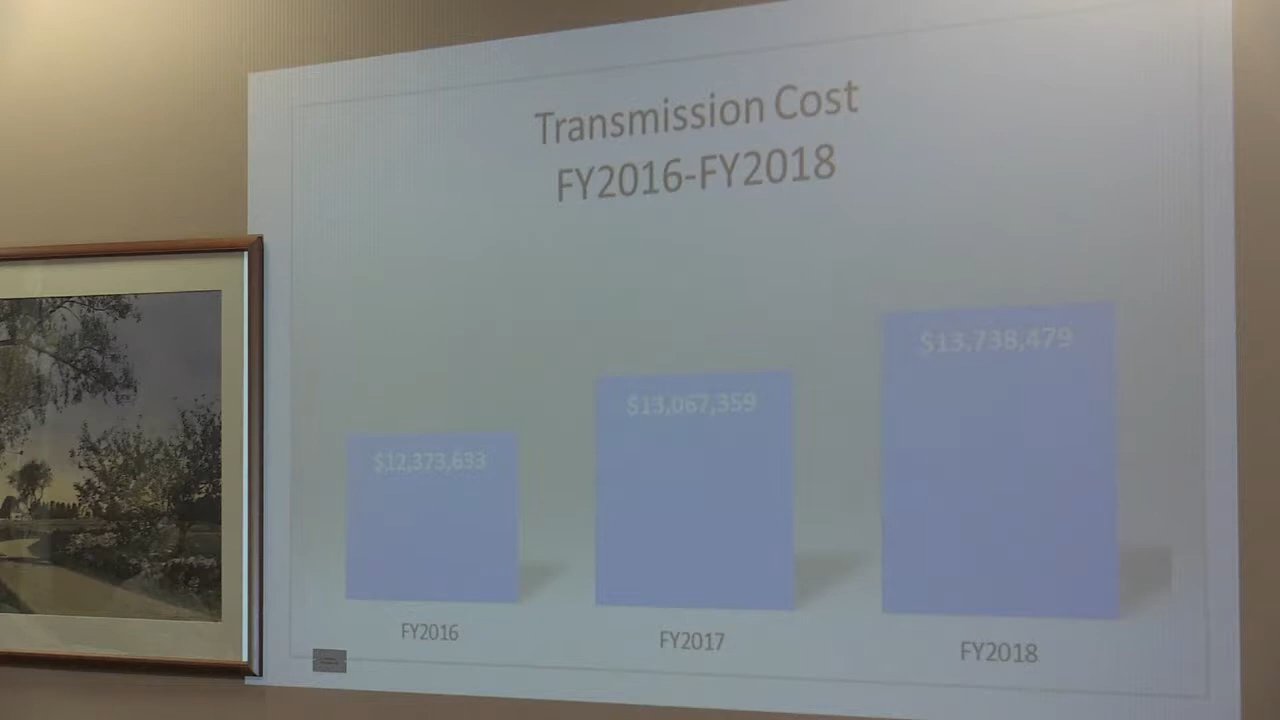 Transmission Cost
FY2016-FY2018
$12,373,633
$13,067,359
$13,738,479
FY2016
FY2017
FY2018